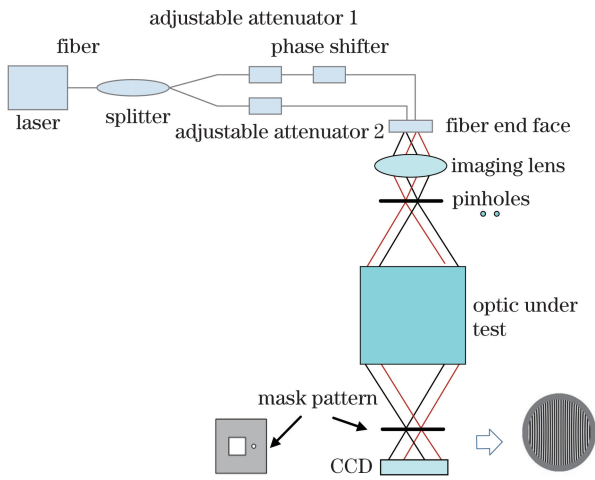 adjustable attenuator 1
fiber
phase shifter
laser
splitter
adjustable attenuator 2
fiber end face
imaging lens
pinholes
optic under
test
mask pattern
CCD